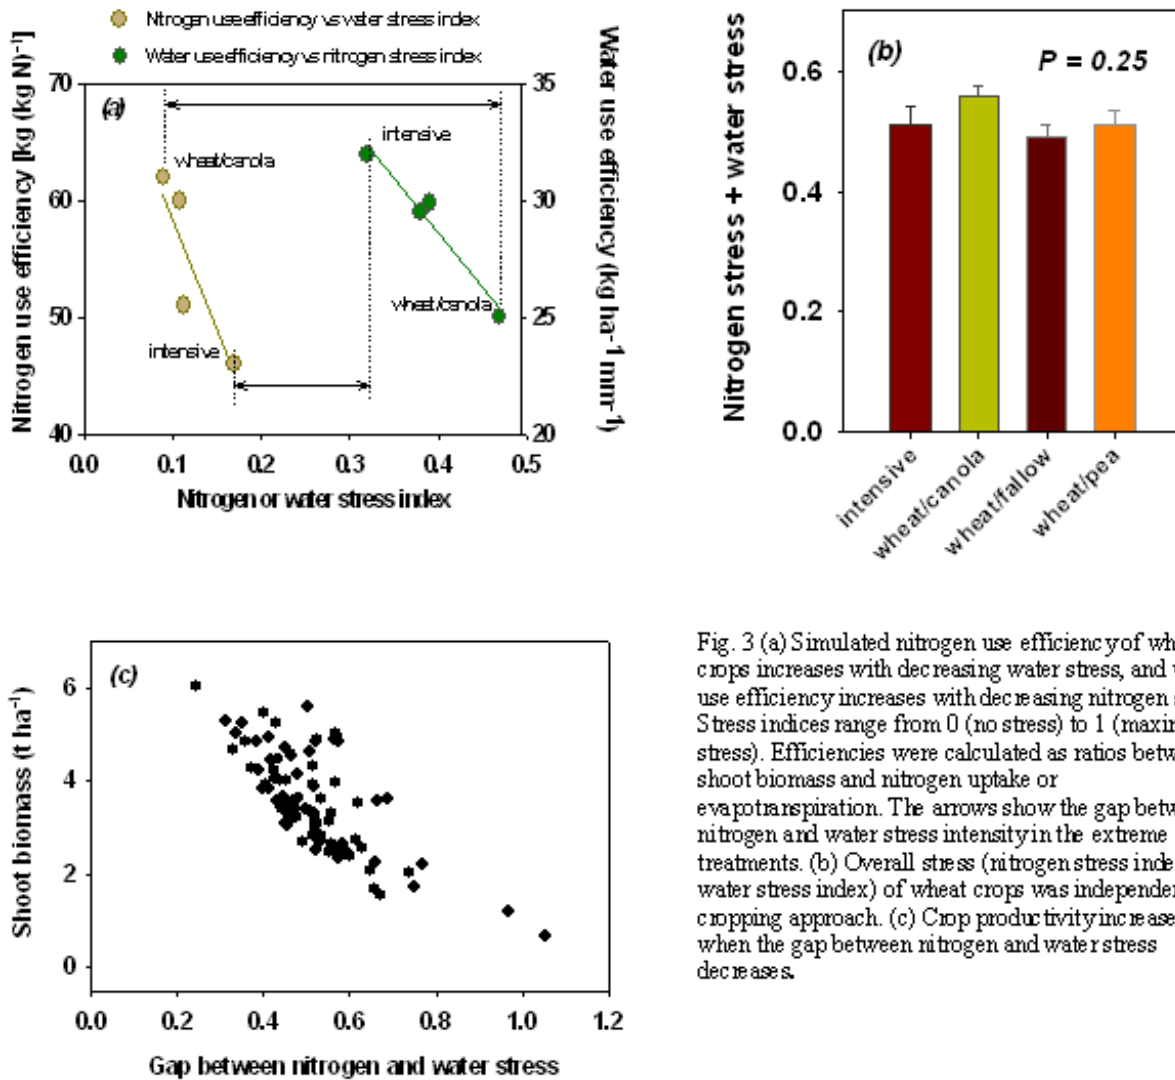 Nitrogen use efficiency vs water stress index
Water use efficiency vs nitrogen stress index
Nitrogen use efficiency [kg (kg N)⁻¹]
Water use efficiency (kg ha⁻¹ mm⁻¹)
(a)
70
60
50
40
35
30
25
20
wheat/canola
intensive
intensive
wheat/canola
0.0 0.1 0.2 0.3 0.4 0.5
Nitrogen or water stress index
(b)
P = 0.25
Nitrogen stress + water stress
0.6
0.4
0.2
0.0
intensive
wheat/canola
wheat/fallow
wheat/pea
(c)
Shoot biomass (t ha⁻¹)
6
4
2
0
0.0 0.2 0.4 0.6 0.8 1.0 1.2
Gap between nitrogen and water stress
Fig. 3 (a) Simulated nitrogen use efficiency of wh
crops increases with decreasing water stress, and
use efficiency increases with decreasing nitrogen s
Stress indices range from 0 (no stress) to 1 (maxim
stress). Efficiencies were calculated as ratios betw
shoot biomass and nitrogen uptake or
evapotranspiration. The arrows show the gap betw
nitrogen and water stress intensity in the extreme
treatments. (b) Overall stress (nitrogen stress inde
water stress index) of wheat crops was independen
cropping approach. (c) Crop productivity increase
when the gap between nitrogen and water stress
decreases.